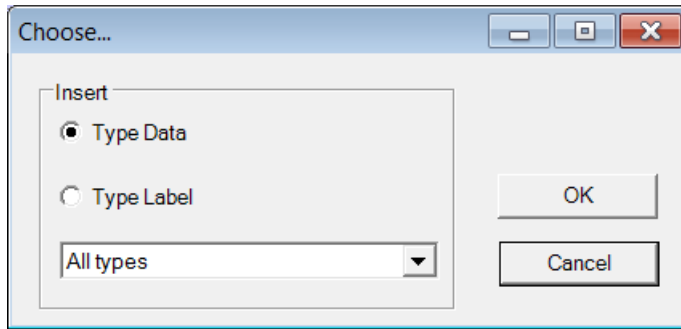 Choose...
Insert
Type Data
Type Label
All types
OK
Cancel